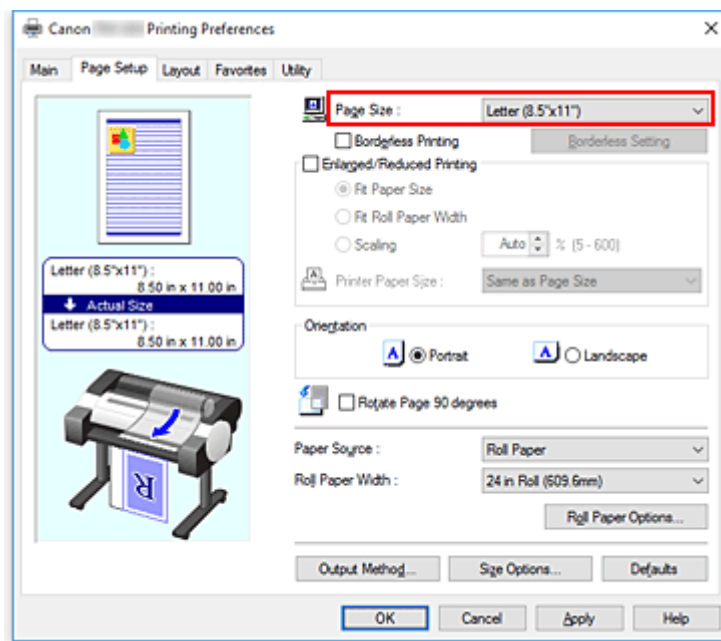 Canon Printing Preferences
Main Page Setup Layout Favorites Utility
Page Size : Letter (8.5"x11")
Borderless Printing Borderless Setting
Enlarged/Reduced Printing
Fit Paper Size
Fit Roll Paper Width
Scaling Auto % (5 - 600)
Printer Paper Size : Same as Page Size
Letter (8.5"x11") :
8.50 in x 11.00 in
Actual Size
Letter (8.5"x11") :
8.50 in x 11.00 in
Orientation
A Portrait A Landscape
Rotate Page 90 degrees
R
Paper Source : Roll Paper
Roll Paper Width : 24 in Roll (609.6mm)
Roll Paper Options...
Output Method... Size Options... Defaults
OK Cancel Apply Help